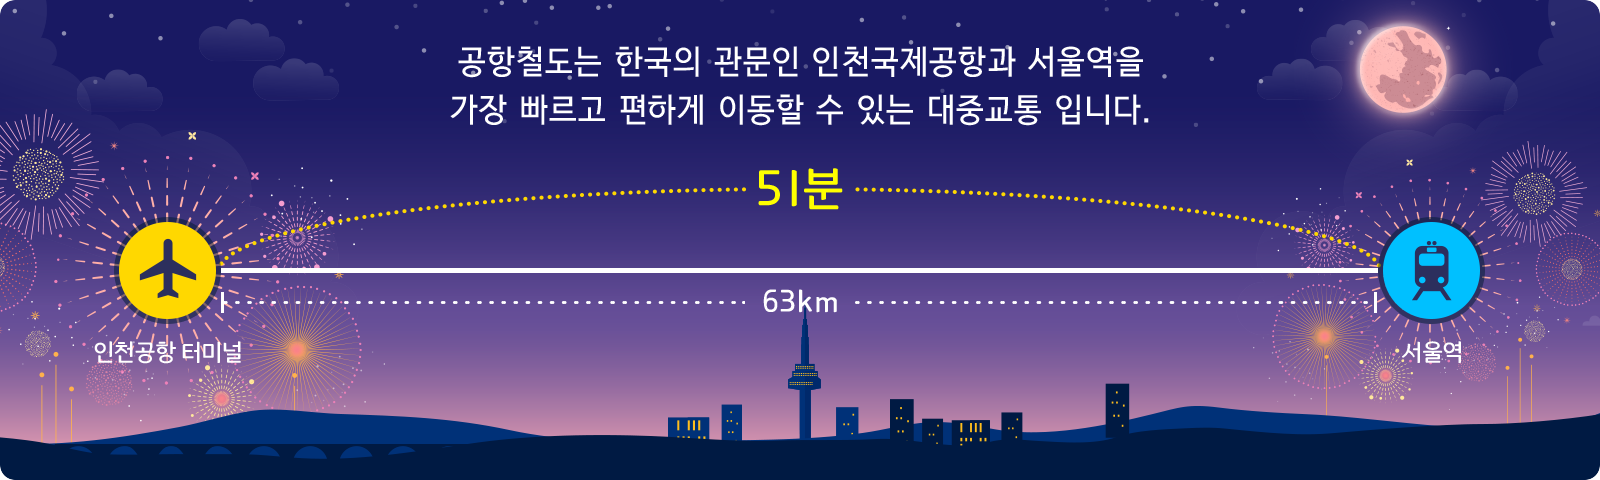 공항철도는 한국의 관문인 인천국제공항과 서울역을
가장 빠르고 편하게 이동할 수 있는 대중교통 입니다.
51분
63km
인천공항 터미널
서울역